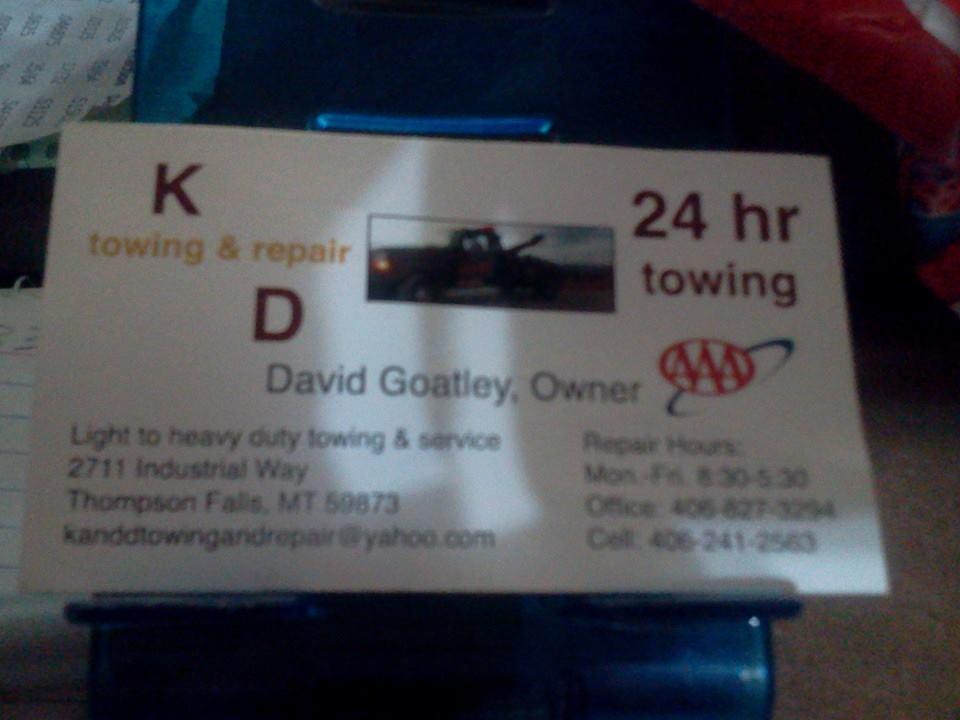 K
towing & repair
D
24 hr
towing
AAA
David Goatley, Owner
Light to heavy duty towing & service
2711 Industrial Way
Thompson Falls, MT 59873
kanddtowingandrepair@yahoo.com
Repair Hours:
Mon.-Fri. 8:30-5:30
Office: 406-827-3294
Cell: 406-241-2563